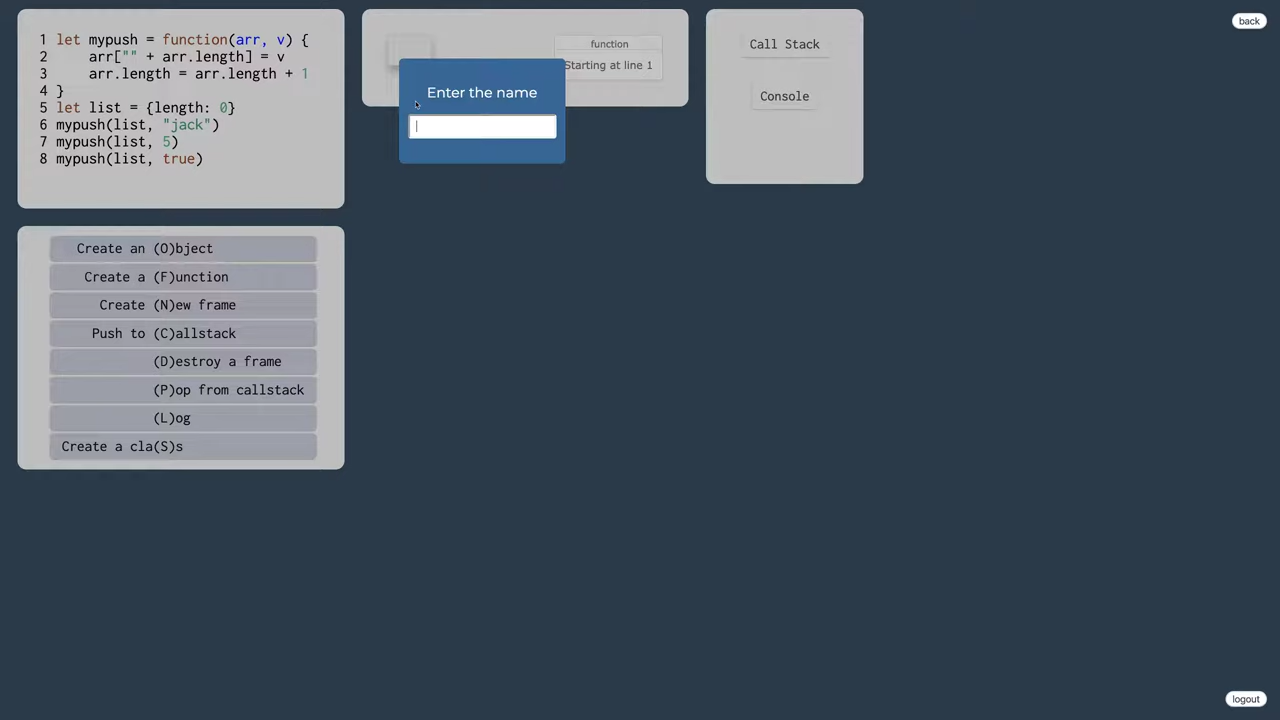 1 let mypush = function(arr, v) {
2     arr["" + arr.length] = v
3     arr.length = arr.length + 1
4 }
5 let list = {length: 0}
6 mypush(list, "jack")
7 mypush(list, 5)
8 mypush(list, true)
Create an (O)bject
Create a (F)unction
Create (N)ew frame
Push to (C)allstack
(D)estroy a frame
(P)op from callstack
(L)og
Create a cla(S)s
Enter the name
function
Starting at line 1
Call Stack
Console
back
logout